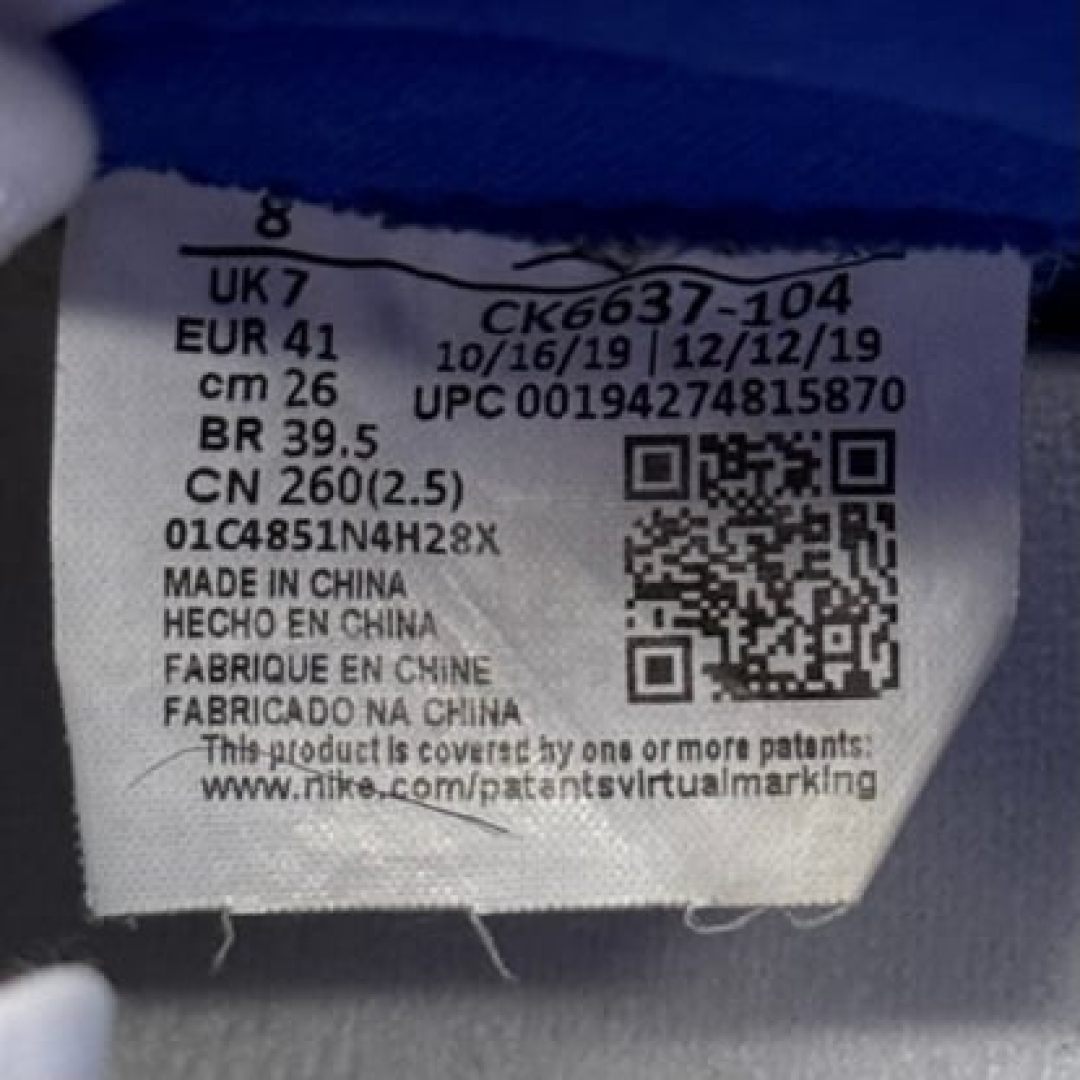 8
UK 7
EUR 41
cm 26
BR 39.5
CN 260(2.5)
01C4851N4H28X
CK6637-104
10/16/19 | 12/12/19
UPC 00194274815870
MADE IN CHINA
HECHO EN CHINA
FABRIQUE EN CHINE
FABRICADO NA CHINA
This product is covered by one or more patents:
www.nike.com/patentsvirtualmarking